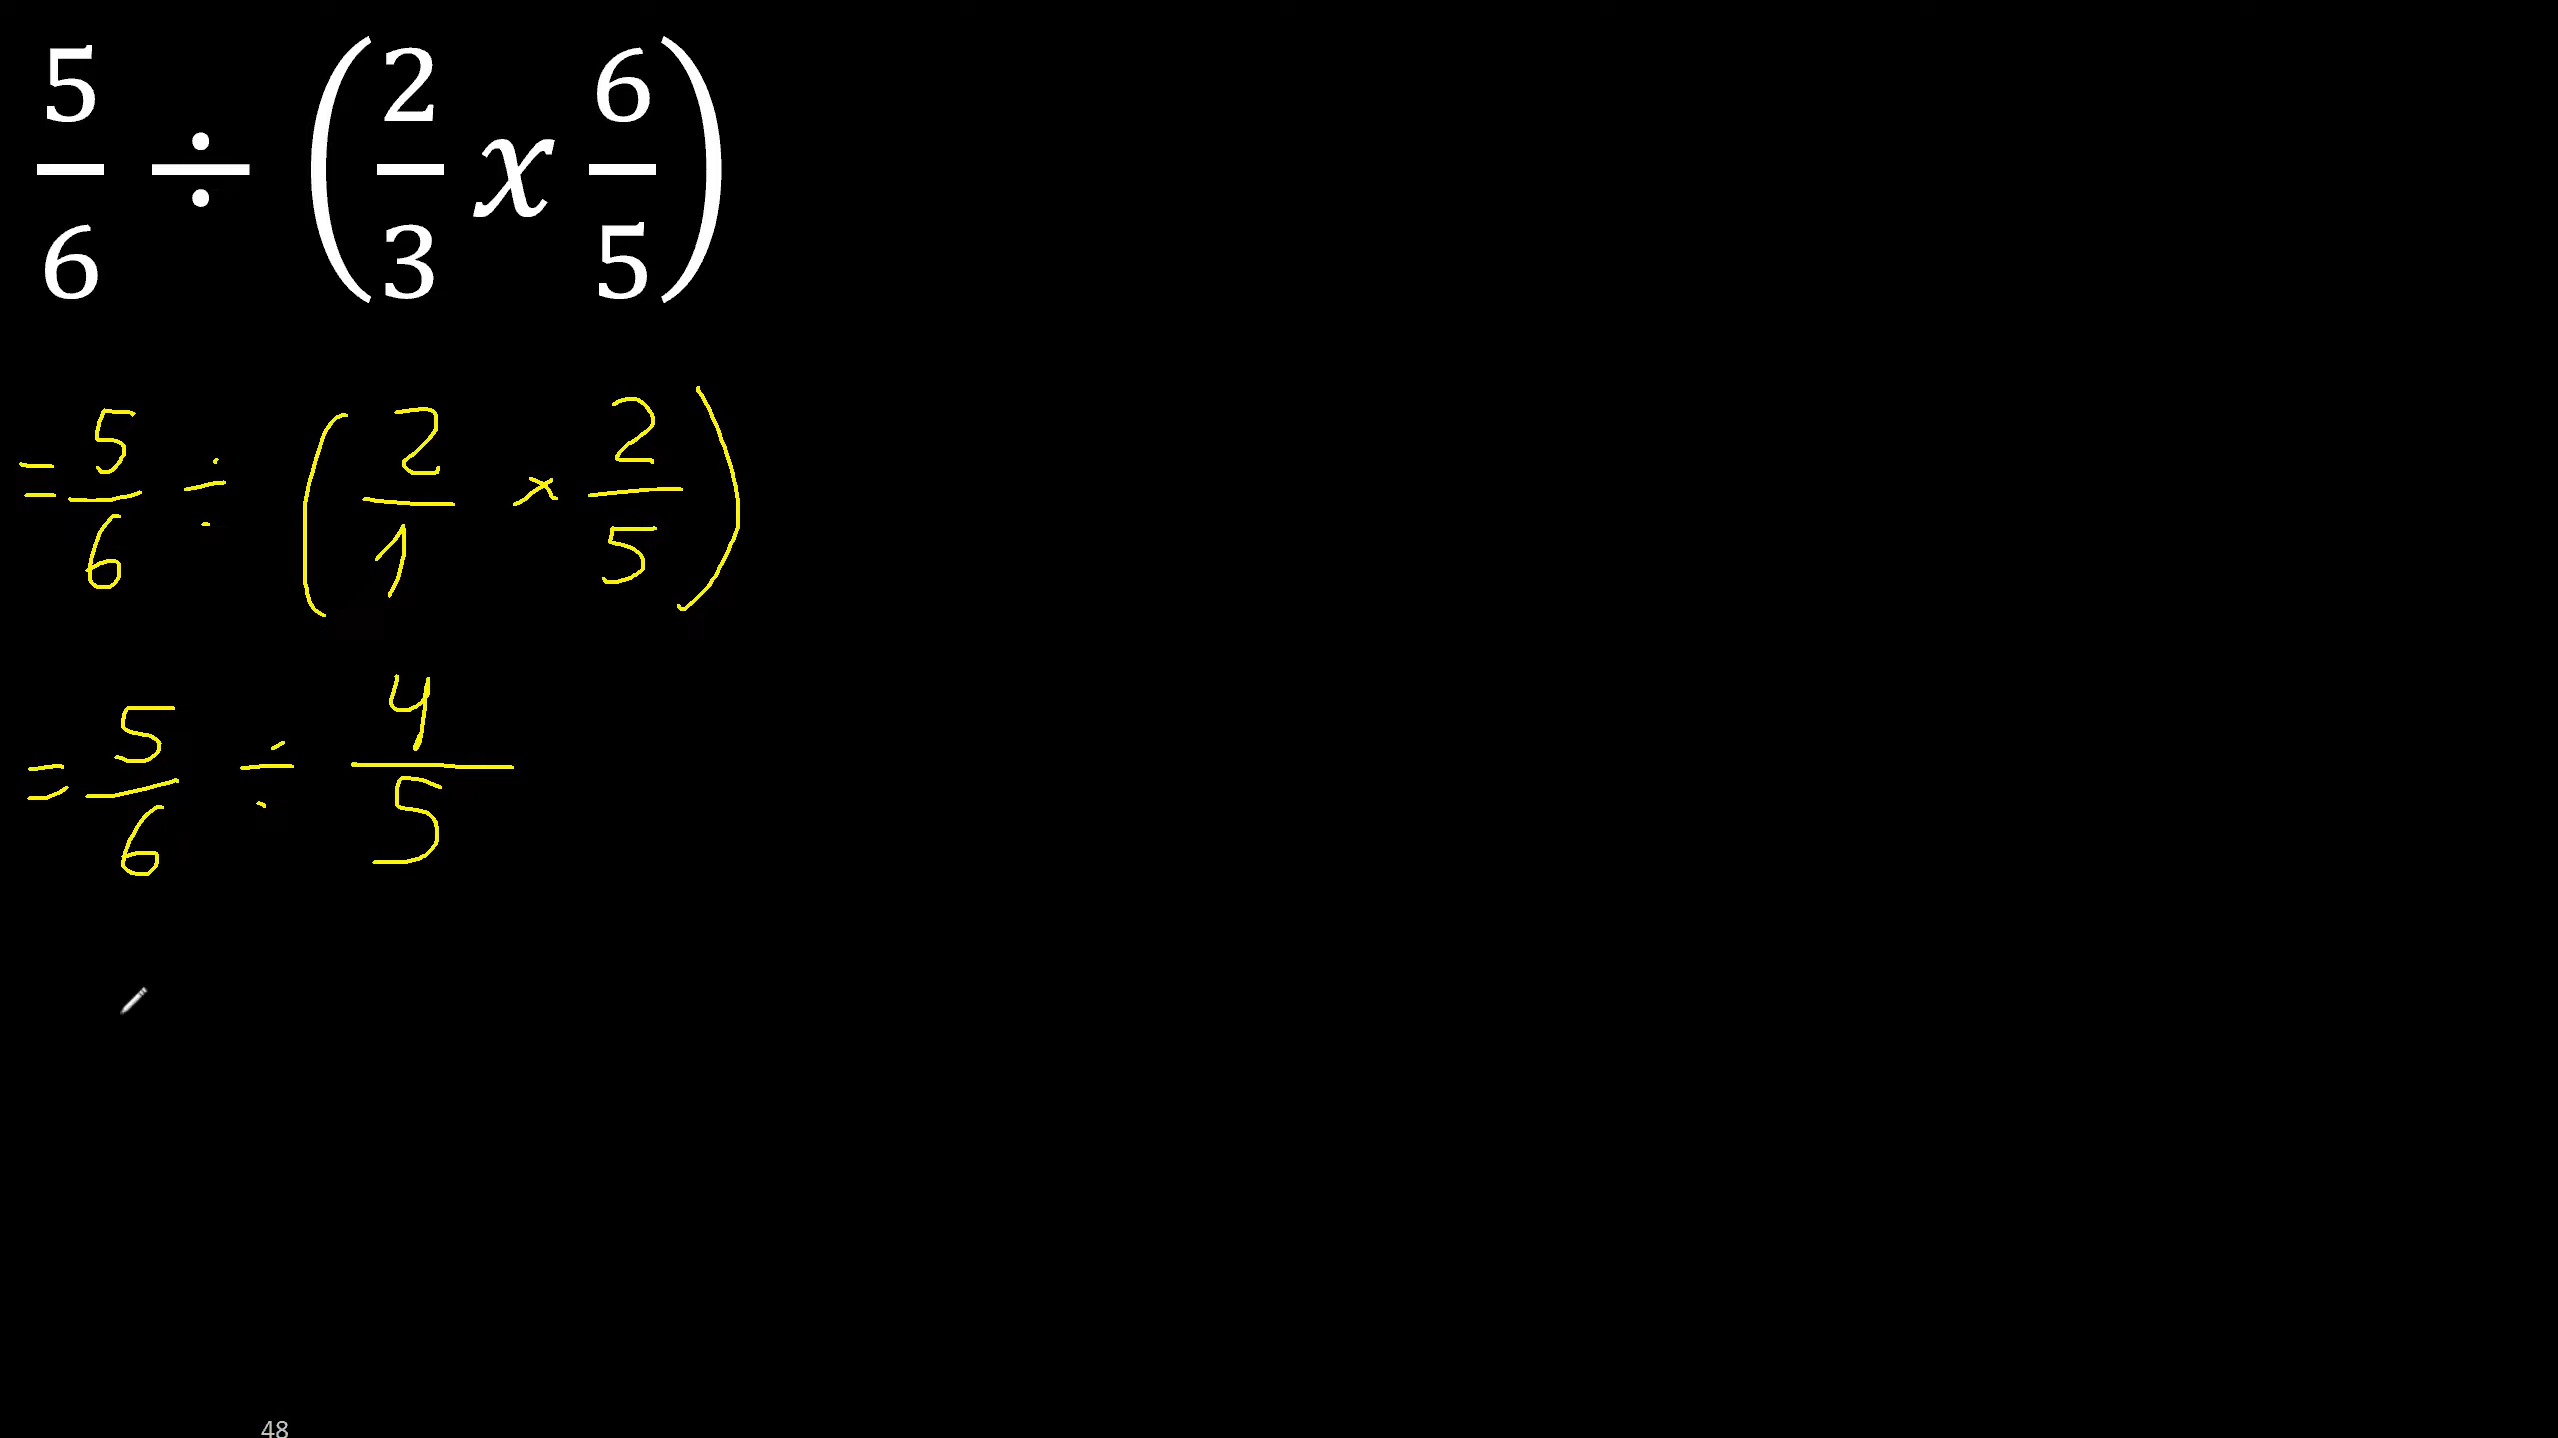 5/6 ÷ (2/3 x 6/5)
= 5/6 ÷ (2/1 × 2/5)
= 5/6 ÷ 4/5
48